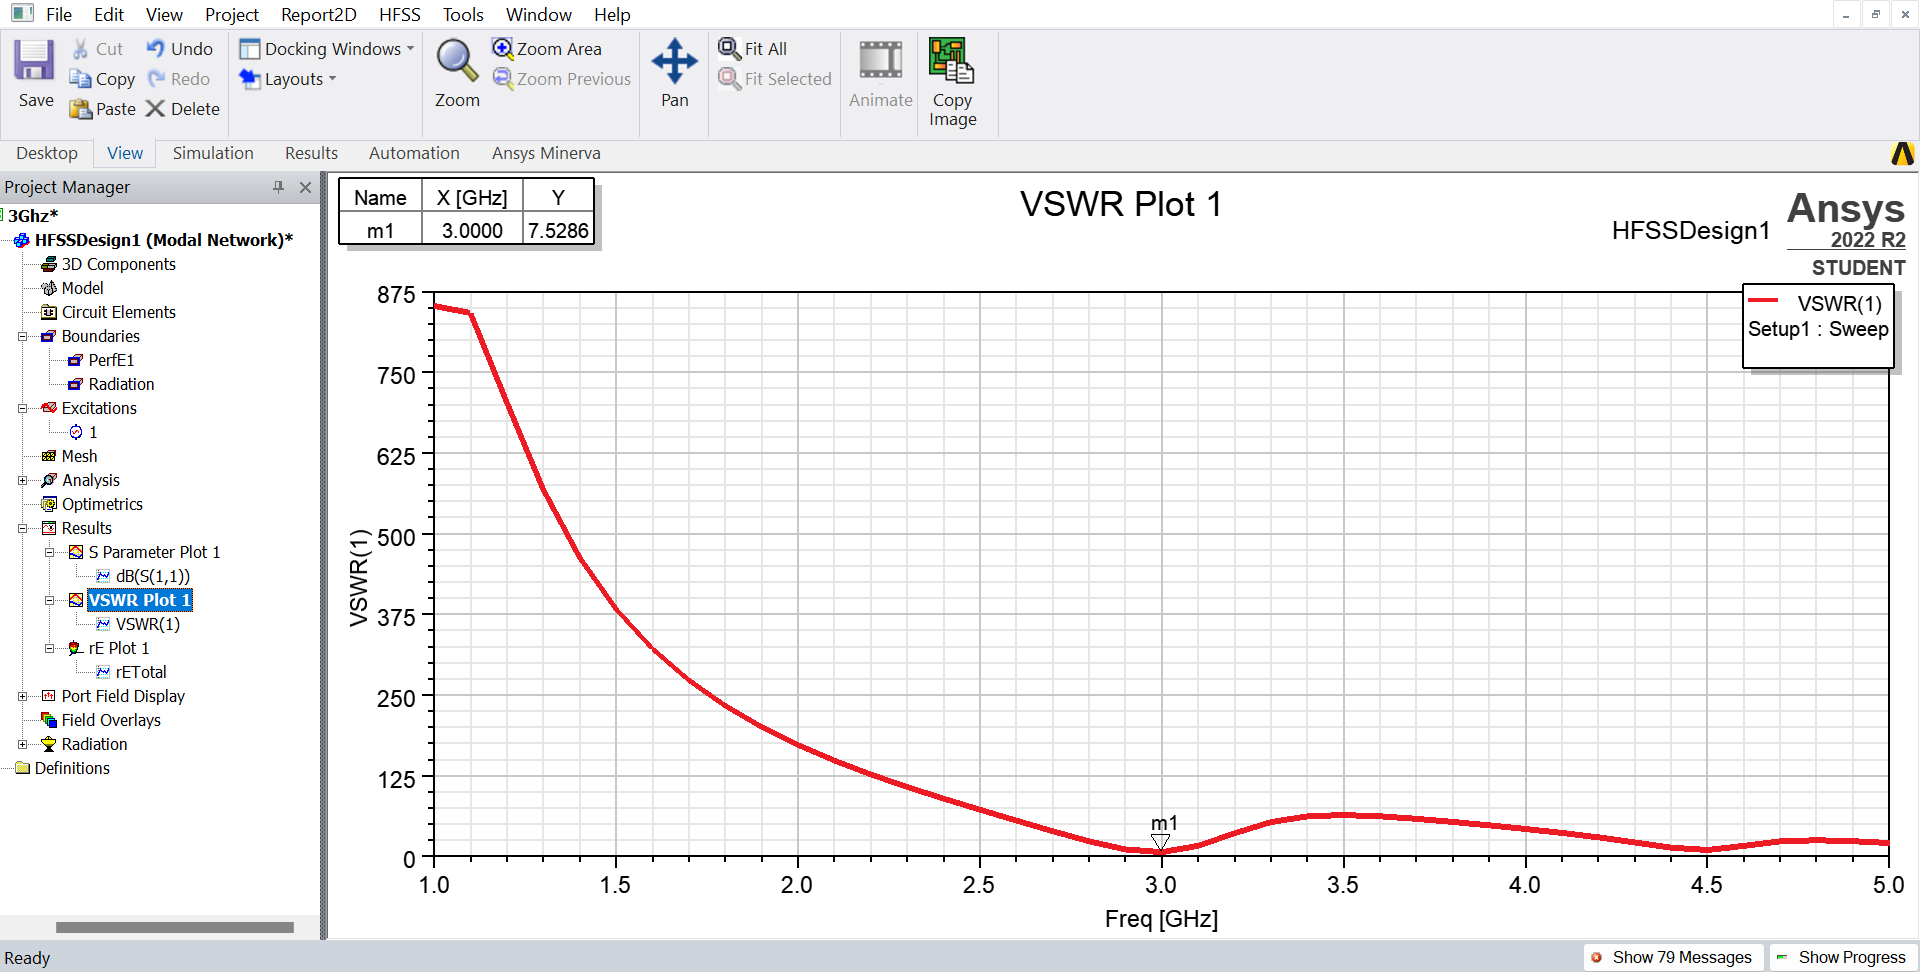 File Edit View Project Report2D HFSS Tools Window Help
Save
Cut
Copy
Paste
Undo
Redo
Delete
Docking Windows
Layouts
Zoom
Zoom Area
Zoom Previous
Pan
Fit All
Fit Selected
Animate
Copy
Image
Desktop View Simulation Results Automation Ansys Minerva
Project Manager
3Ghz*
HFSSDesign1 (Modal Network)*
3D Components
Model
Circuit Elements
Boundaries
PerfE1
Radiation
Excitations
1
Mesh
Analysis
Optimetrics
Results
S Parameter Plot 1
dB(S(1,1))
VSWR Plot 1
VSWR(1)
rE Plot 1
rETotal
Port Field Display
Field Overlays
Radiation
Definitions
Name X [GHz] Y
m1 3.0000 7.5286
VSWR Plot 1
HFSSDesign1
Ansys
2022 R2
STUDENT
VSWR(1)
Setup1 : Sweep
875
750
625
500
375
250
125
0
VSWR(1)
m1
1.0 1.5 2.0 2.5 3.0 3.5 4.0 4.5 5.0
Freq [GHz]
Ready
Show 79 Messages
Show Progress